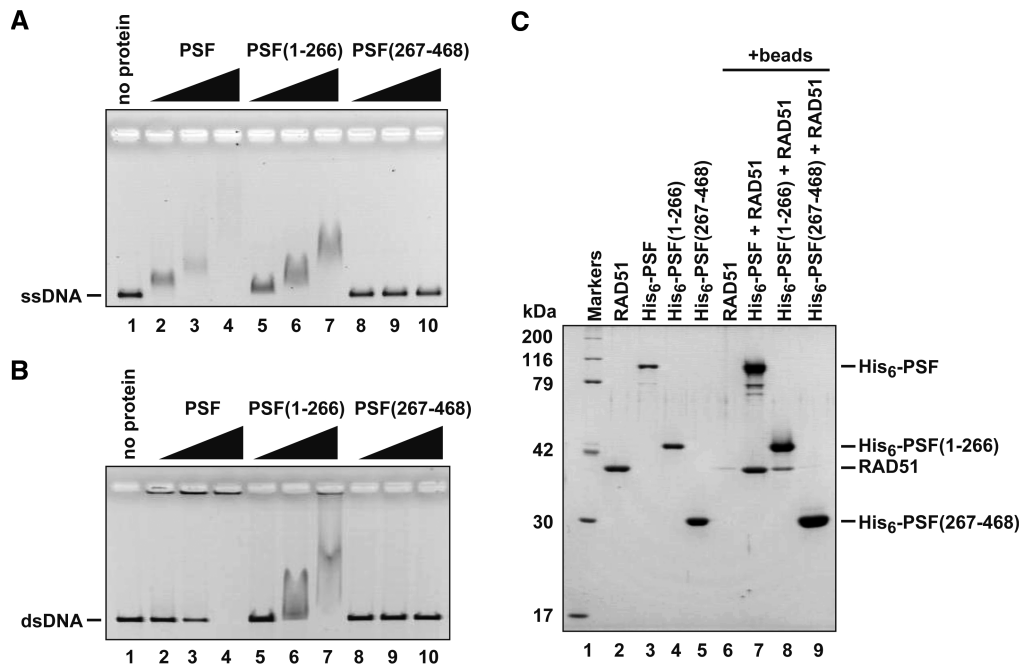 A
no protein
PSF PSF(1-266) PSF(267-468)
ssDNA
1 2 3 4 5 6 7 8 9 10
B
no protein
PSF PSF(1-266) PSF(267-468)
dsDNA
1 2 3 4 5 6 7 8 9 10
C
+beads
Markers
RAD51
His6-PSF
His6-PSF(1-266)
His6-PSF(267-468)
RAD51
His6-PSF + RAD51
His6-PSF(1-266) + RAD51
His6-PSF(267-468) + RAD51
kDa
200
116
79
42
30
17
His6-PSF
His6-PSF(1-266)
RAD51
His6-PSF(267-468)
1 2 3 4 5 6 7 8 9